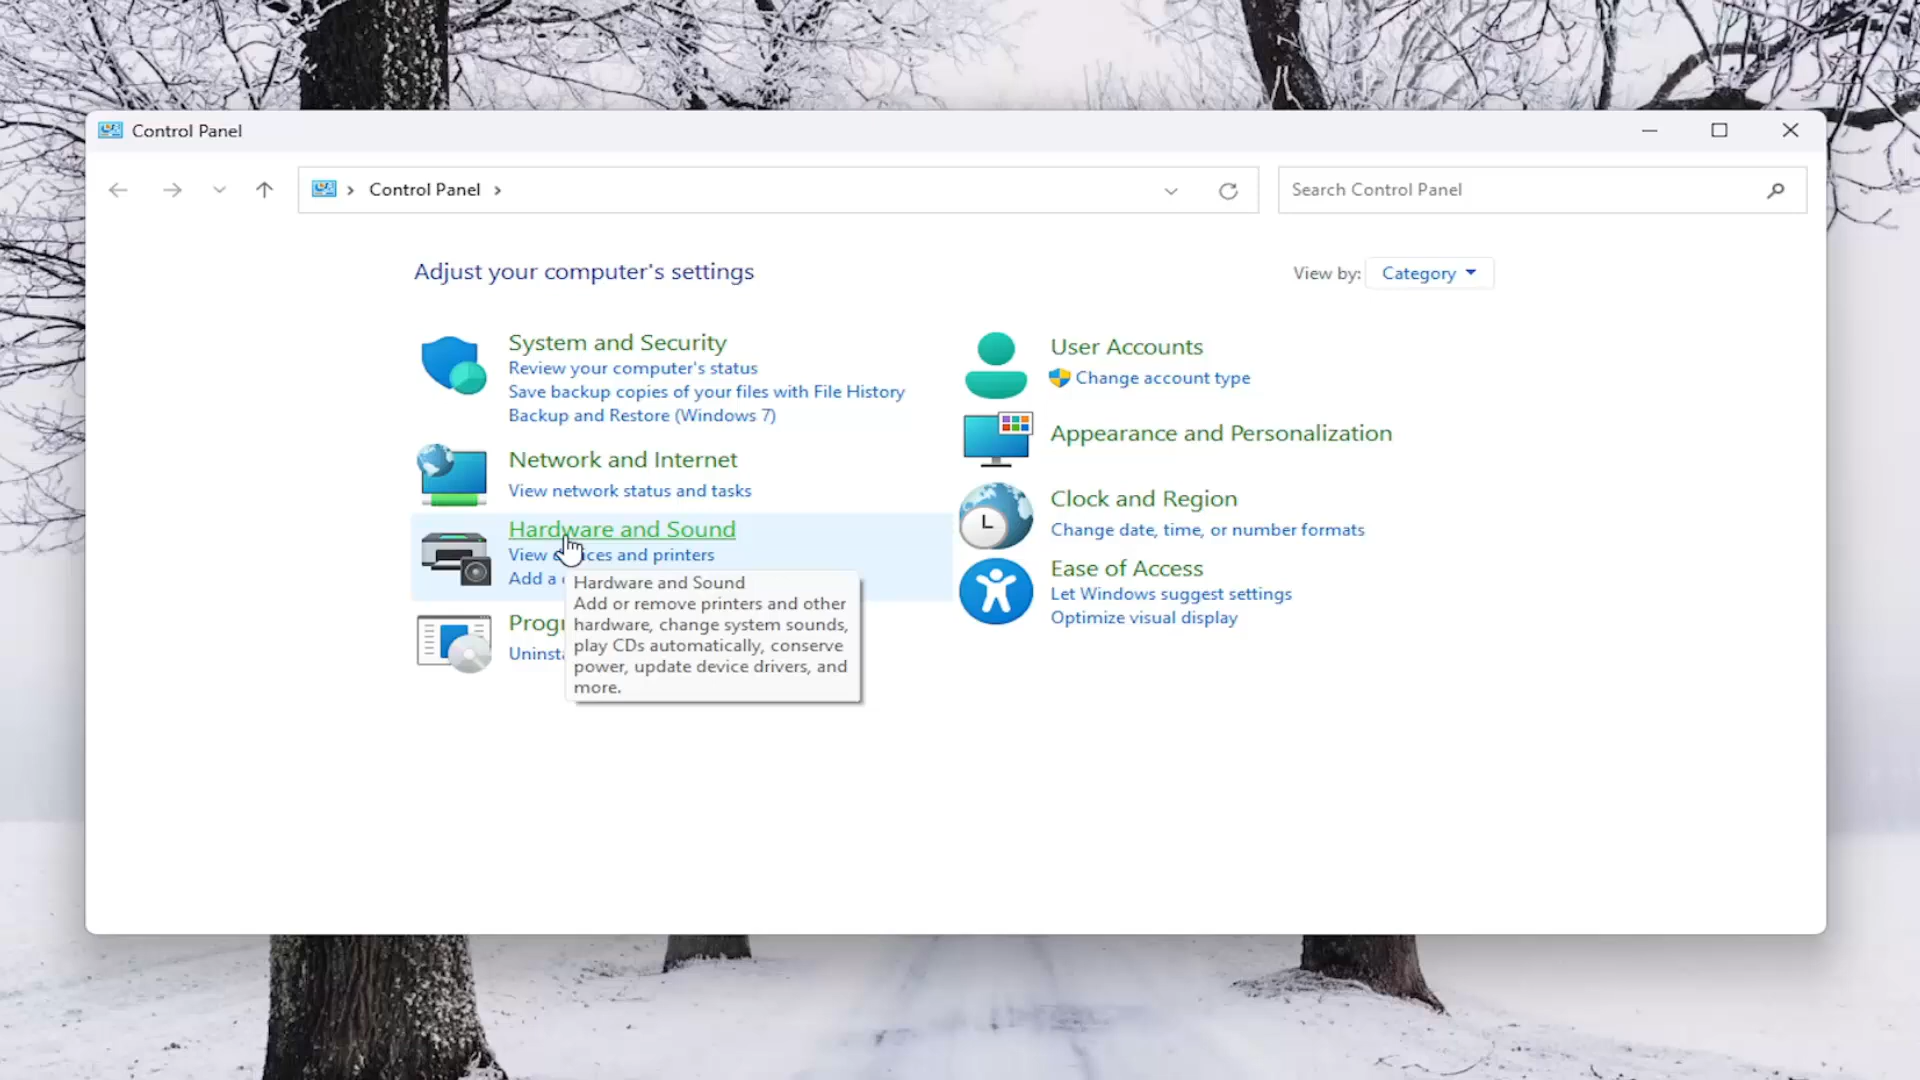 Control Panel
Control Panel
Search Control Panel
Adjust your computer's settings
View by: Category
System and Security
Review your computer's status
Save backup copies of your files with File History
Backup and Restore (Windows 7)
Network and Internet
View network status and tasks
Hardware and Sound
View and printers
Add a
Hardware and Sound
Add or remove printers and other
hardware, change system sounds,
play CDs automatically, conserve
power, update device drivers, and
more.
User Accounts
Change account type
Appearance and Personalization
Clock and Region
Change date, time, or number formats
Ease of Access
Let Windows suggest settings
Optimize visual display